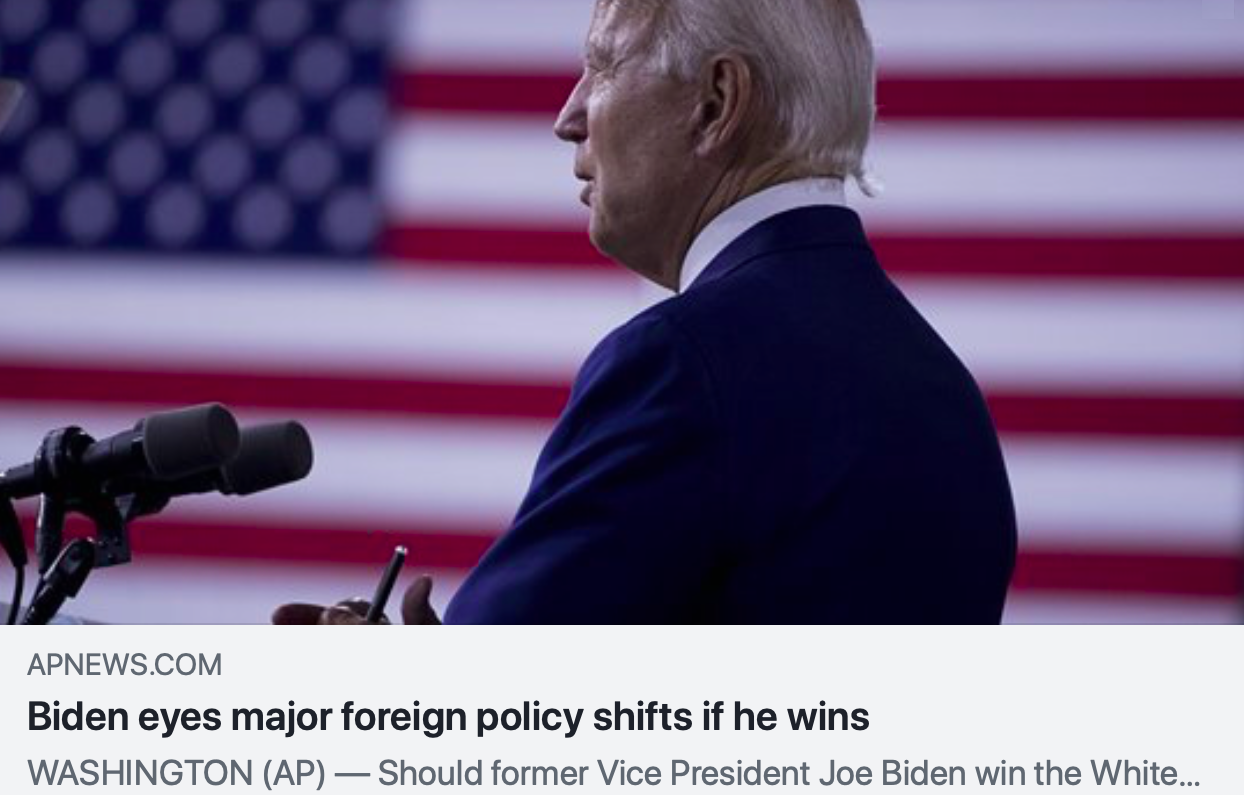 APNEWS.COM
Biden eyes major foreign policy shifts if he wins
WASHINGTON (AP) — Should former Vice President Joe Biden win the White...